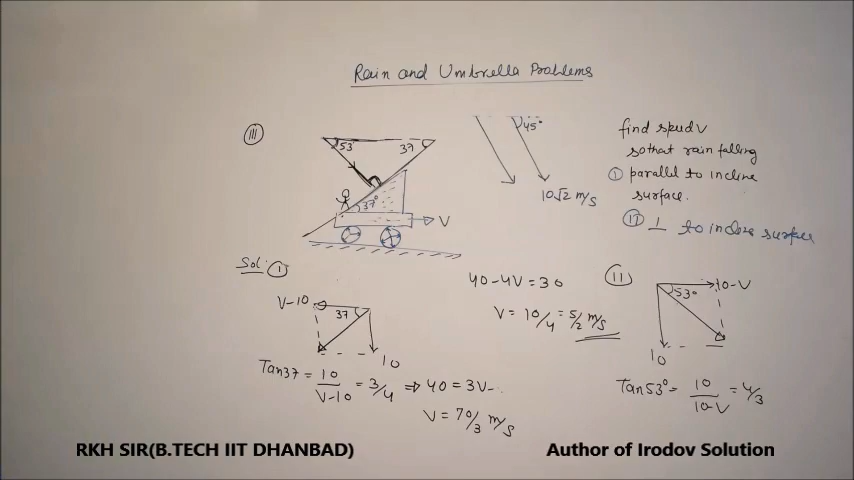 Rain and Umbrella Problems
III
53°
37
37°
V
45°
10√2 m/s
find speed V
so that rain falling
I parallel to incline
surface.
II ⊥ to incline surface
Sol: I
V-10
37
10
Tan37 = 10/V-10 = 3/4 ⇒ 40 = 3V-
V = 70/3 m/s
40-4V = 30
V = 10/4 = 5/2 m/s
II
10-V
53°
10
Tan53° = 10/10-V = 4/3
RKH SIR(B.TECH IIT DHANBAD)
Author of Irodov Solution